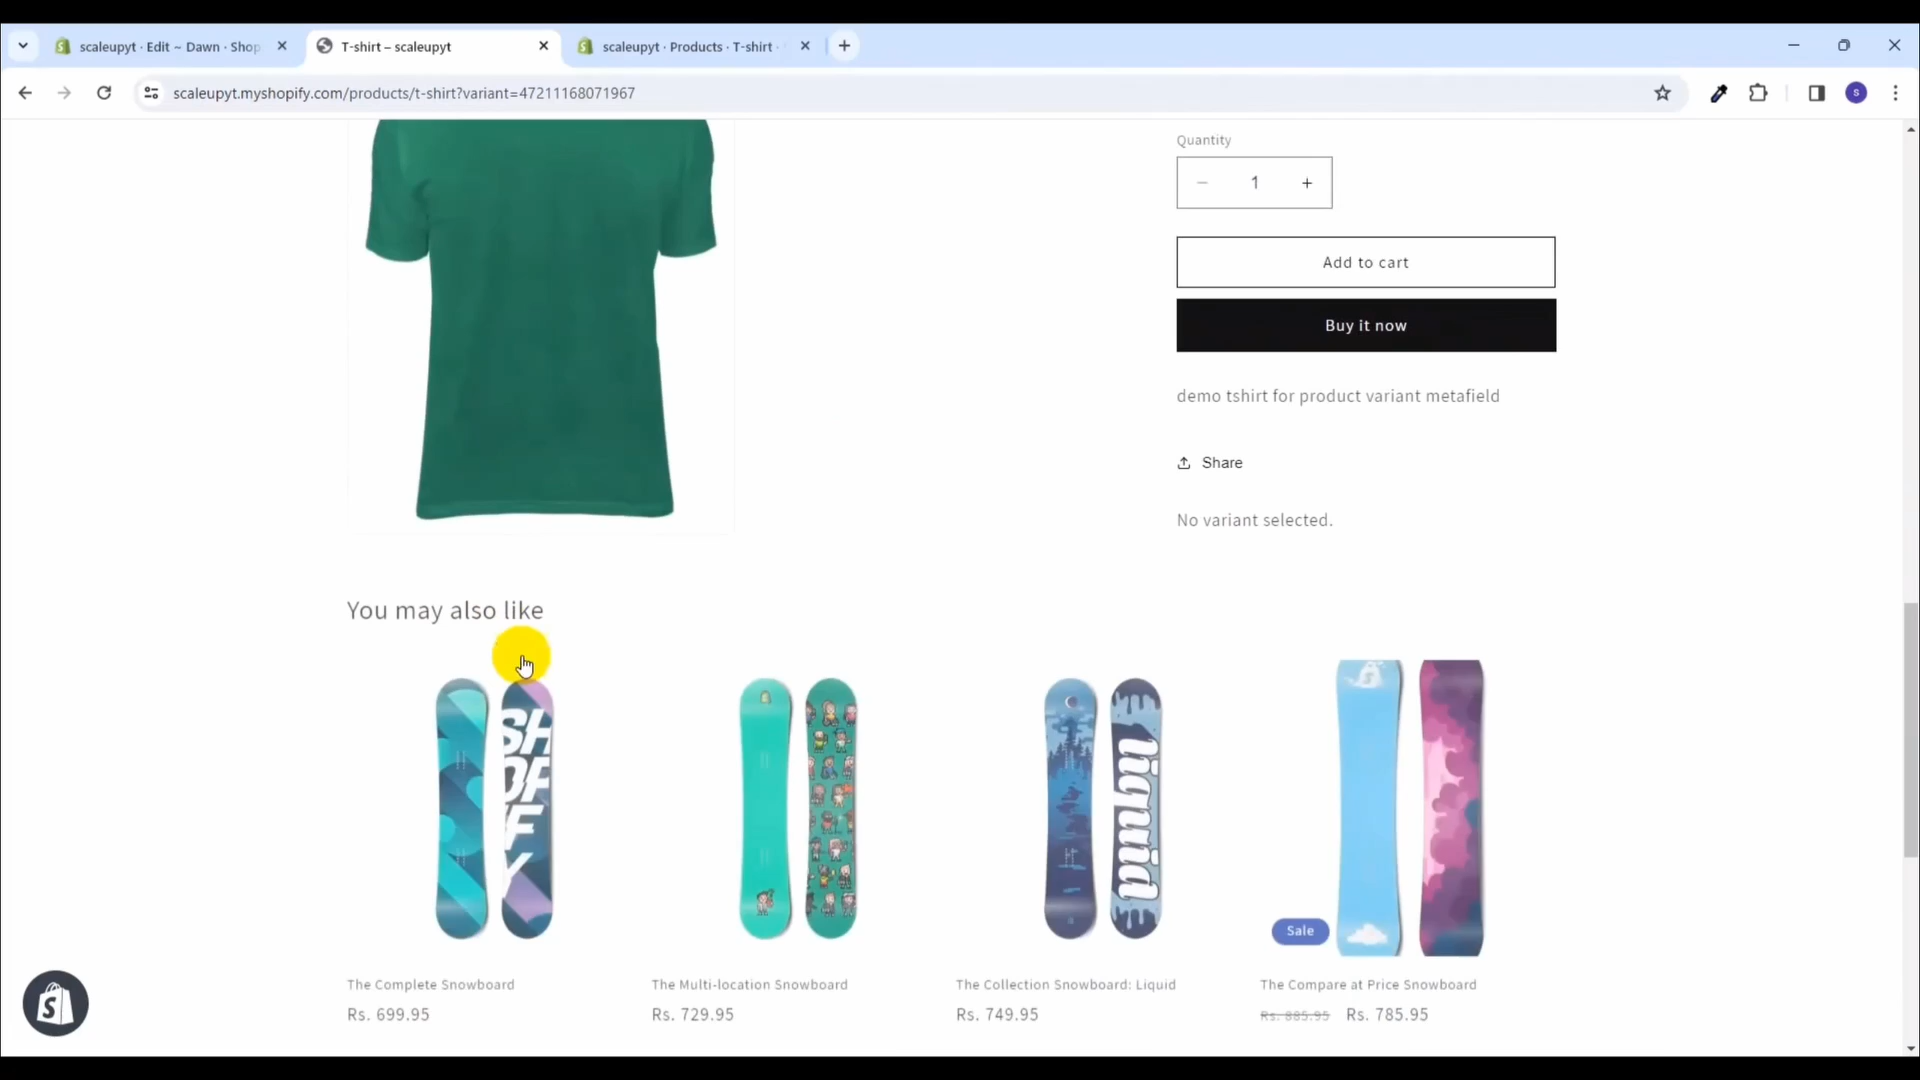 scaleupyt · Edit ~ Dawn · Shop
T-shirt – scaleupyt
scaleupyt · Products · T-shirt ·
scaleupyt.myshopify.com/products/t-shirt?variant=47211168071967
S
Quantity
− 1 +
Add to cart
Buy it now
demo tshirt for product variant metafield
Share
No variant selected.
You may also like
SHOPIFY
liquid
Sale
The Complete Snowboard
Rs. 699.95
The Multi-location Snowboard
Rs. 729.95
The Collection Snowboard: Liquid
Rs. 749.95
The Compare at Price Snowboard
Rs. 885.95 Rs. 785.95